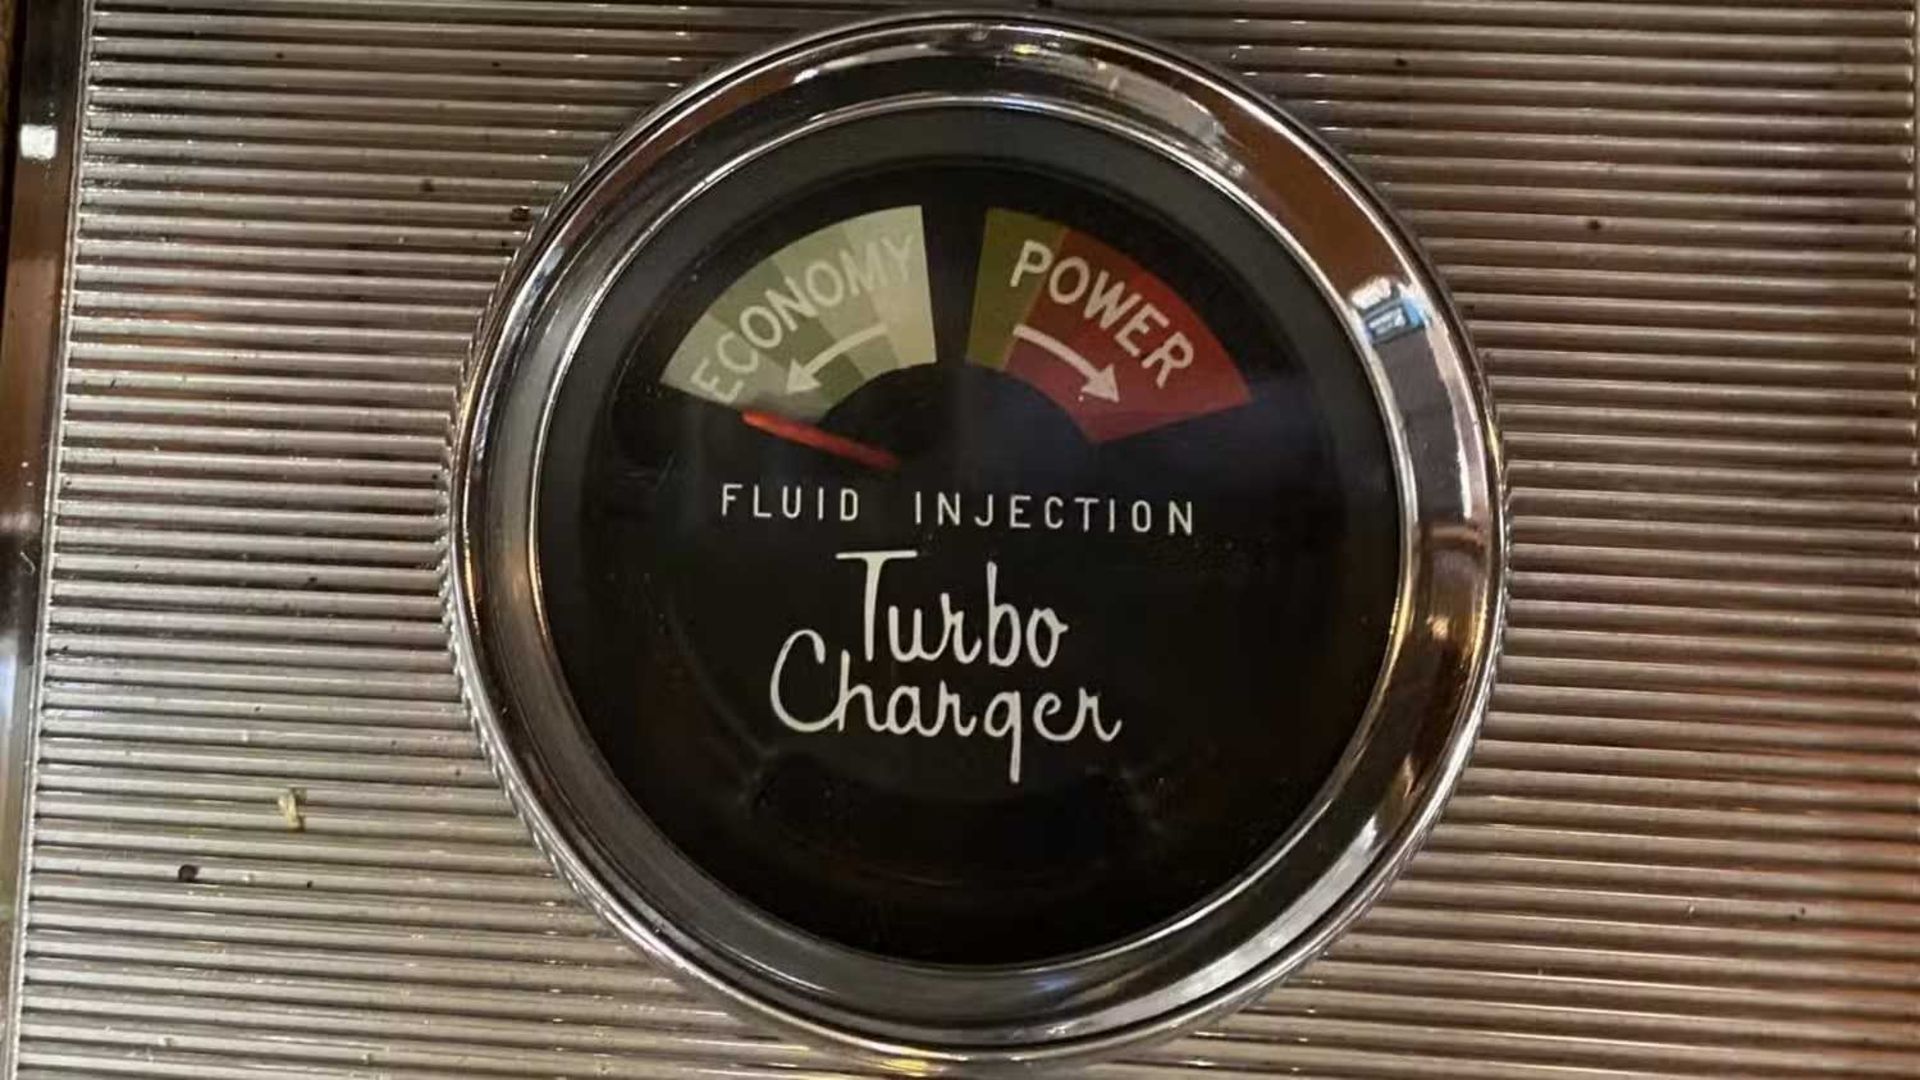 ECONOMY POWER
FLUID INJECTION
Turbo
Charger